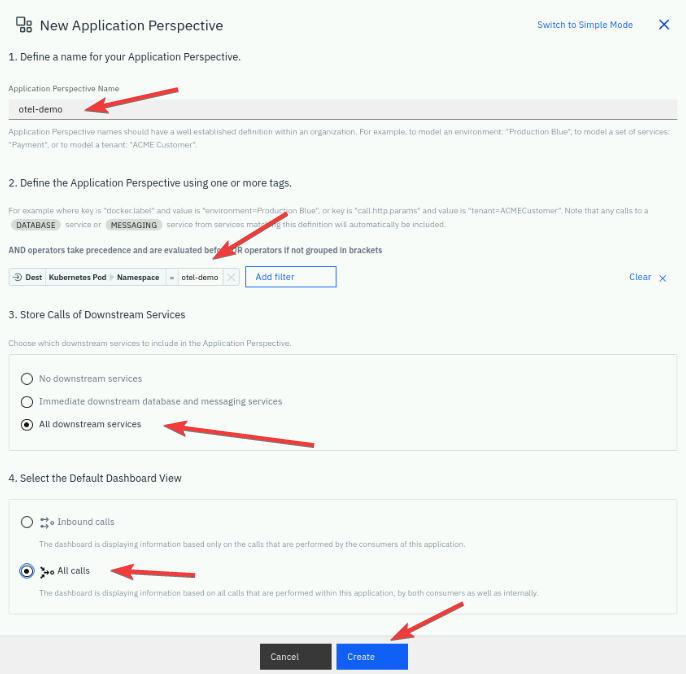 New Application Perspective
Switch to Simple Mode
1. Define a name for your Application Perspective.
Application Perspective Name
otel-demo
Application Perspective names should have a well established definition within an organization. For example, to model an environment: "Production Blue", to model a set of services:
"Payment", or to model a tenant: "ACME Customer".
2. Define the Application Perspective using one or more tags.
For example where key is "docker.label" and value is "environment=Production Blue", or key is "call.http.params" and value is "tenant=ACMECustomer". Note that any calls to a
DATABASE service or MESSAGING service from services matching this definition will automatically be included.
AND operators take precedence and are evaluated before OR operators if not grouped in brackets
Dest Kubernetes Pod Namespace = otel-demo Add filter Clear
3. Store Calls of Downstream Services
Choose which downstream services to include in the Application Perspective.
No downstream services
Immediate downstream database and messaging services
All downstream services
4. Select the Default Dashboard View
Inbound calls
The dashboard is displaying information based only on the calls that are performed by the consumers of this application.
All calls
The dashboard is displaying information based on all calls that are performed within this application, by both consumers as well as internally.
Cancel Create